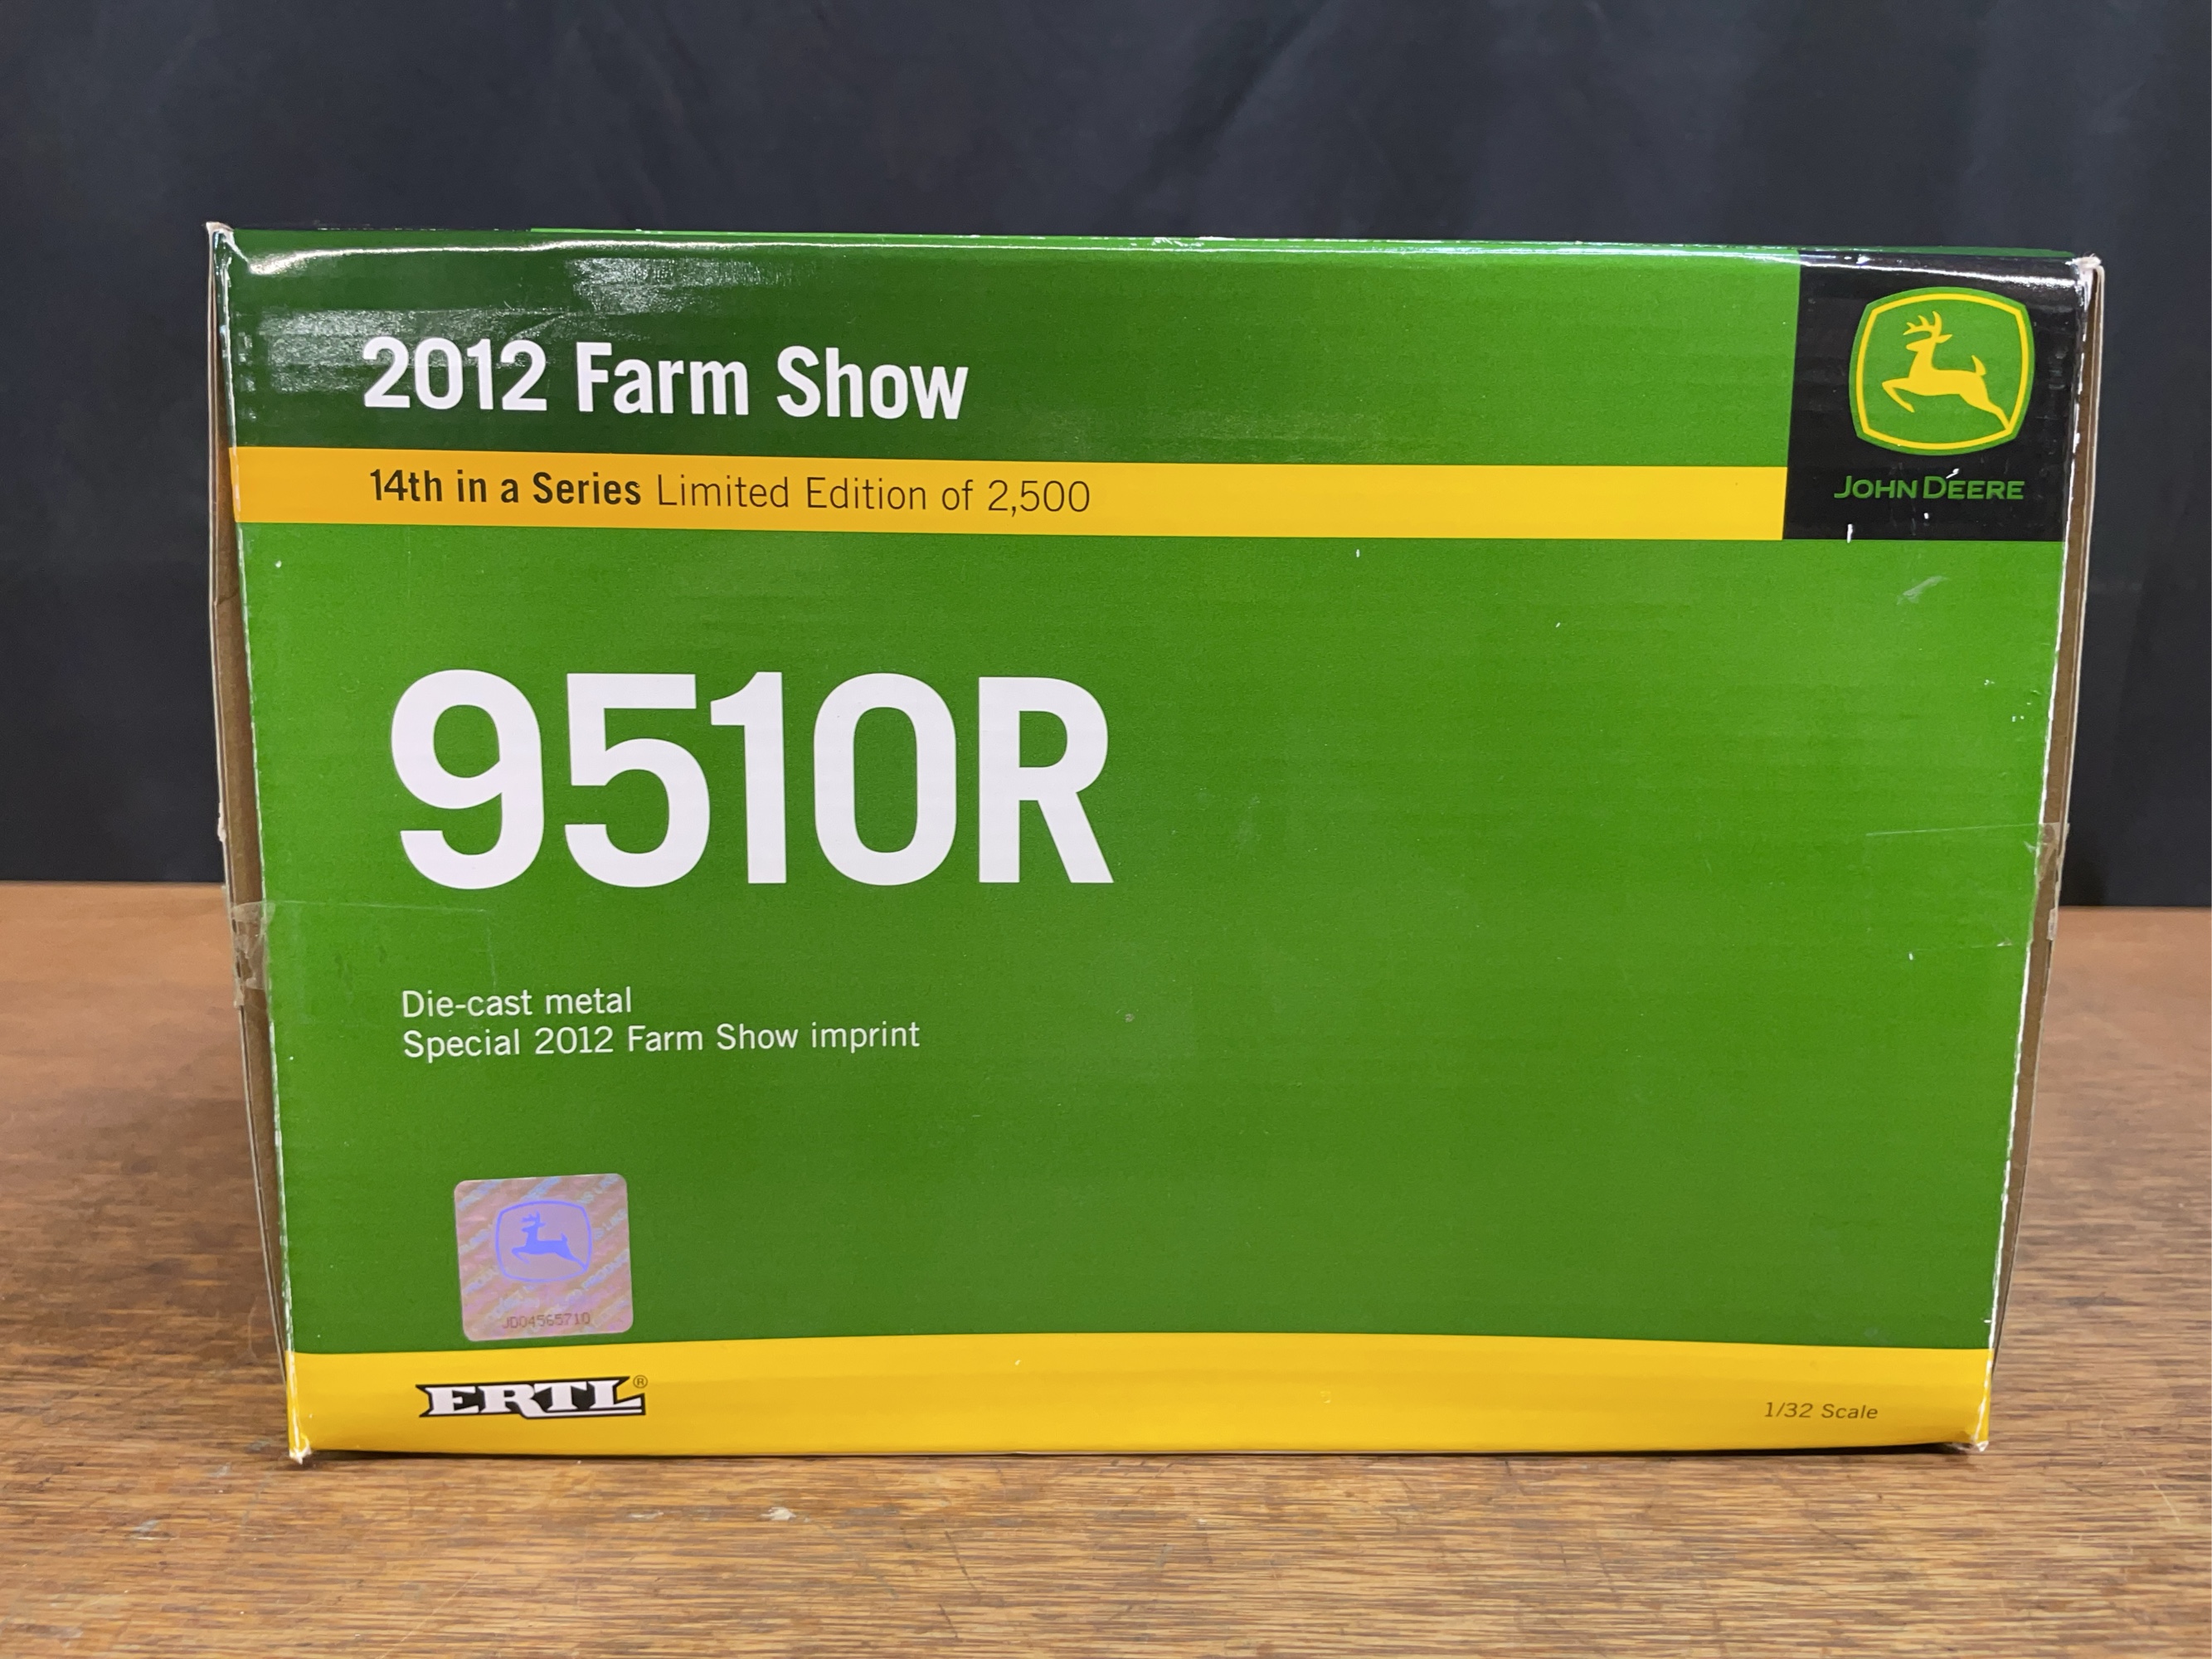 2012 Farm Show
14th in a Series Limited Edition of 2,500
JOHN DEERE
9510R
Die-cast metal
Special 2012 Farm Show imprint
JD04565710
ERTL®
1/32 Scale